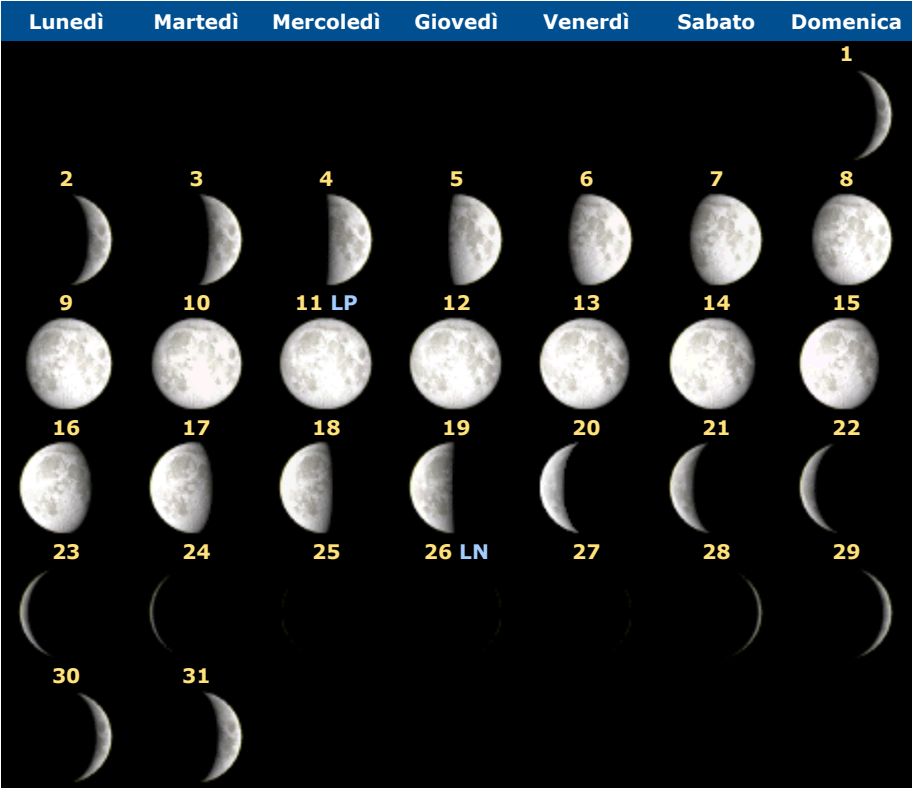 Lunedì Martedì Mercoledì Giovedì Venerdì Sabato Domenica
1
2 3 4 5 6 7 8
9 10 11 LP 12 13 14 15
16 17 18 19 20 21 22
23 24 25 26 LN 27 28 29
30 31